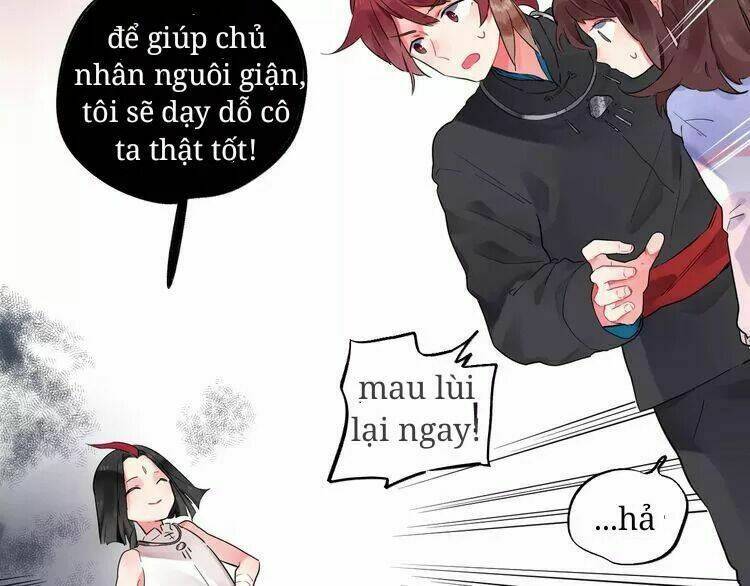 để giúp chủ
nhân nguôi giận,
tôi sẽ dạy dỗ cô
ta thật tốt!
mau lùi
lại ngay!
...hả